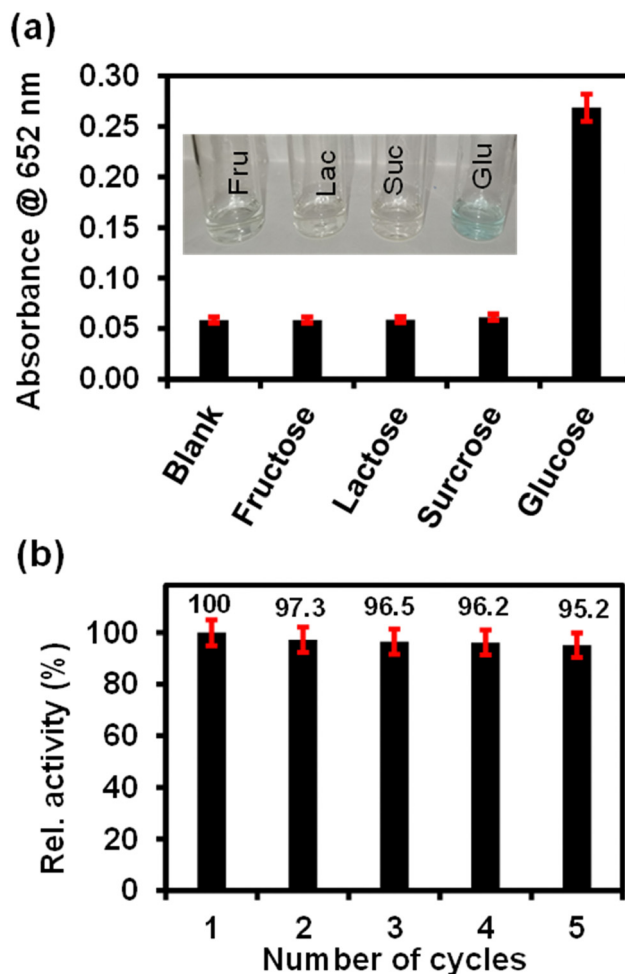 (a)
Absorbance @ 652 nm
0.30
0.25
0.20
0.15
0.10
0.05
0.00
Fru
Lac
Suc
Glu
Blank
Fructose
Lactose
Surcrose
Glucose
(b)
Rel. activity (%)
100
80
60
40
20
0
100 97.3 96.5 96.2 95.2
1 2 3 4 5
Number of cycles